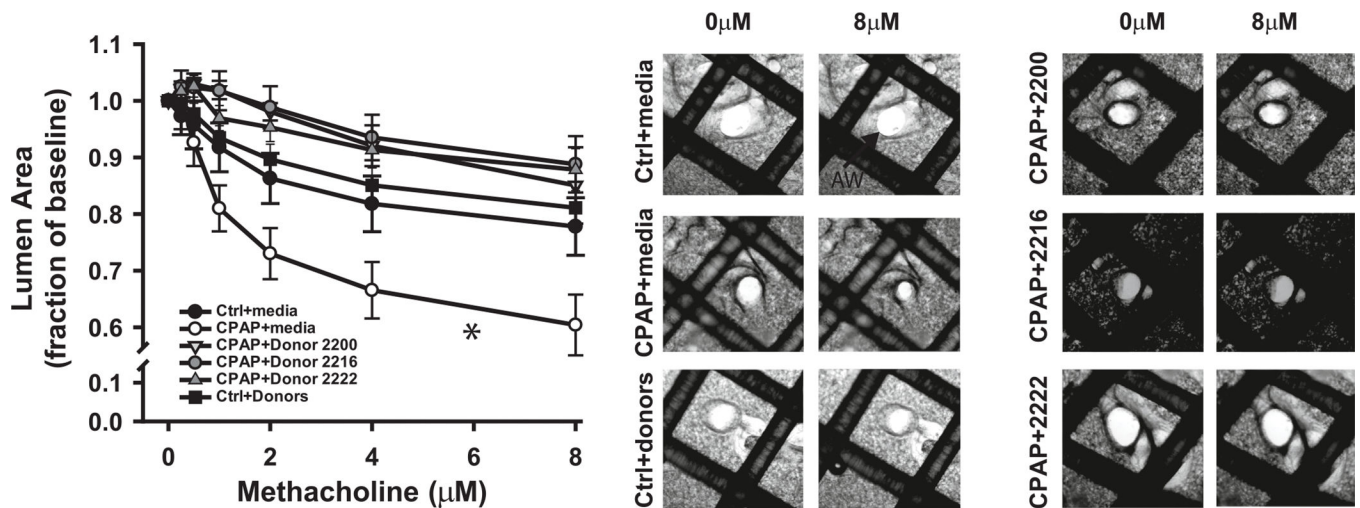 Lumen Area
(fraction of baseline)
1.1
1.0
0.9
0.8
0.7
0.6
0.1
0.0
Ctrl+media
CPAP+media
CPAP+Donor 2200
CPAP+Donor 2216
CPAP+Donor 2222
Ctrl+Donors
*
0 2 4 6 8
Methacholine (μM)
0μM 8μM
Ctrl+media
AW
CPAP+media
Ctrl+donors
0μM 8μM
CPAP+2200
CPAP+2216
CPAP+2222